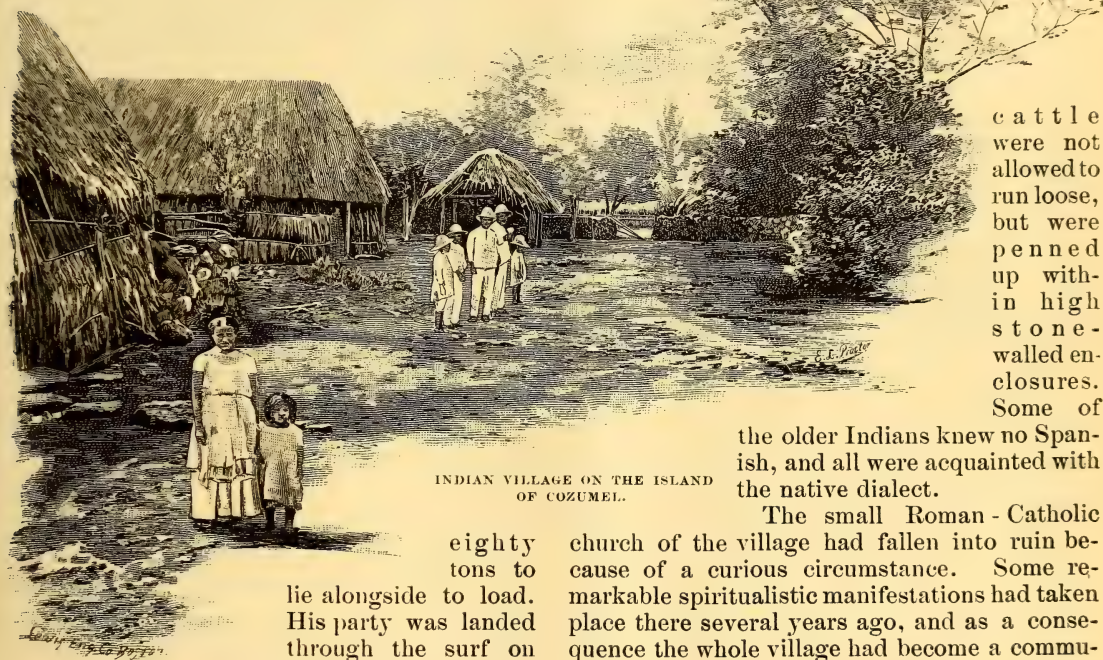 INDIAN VILLAGE ON THE ISLAND
OF COZUMEL.
eighty
tons to
lie alongside to load.
His party was landed
through the surf on
cattle
were not
allowed to
run loose,
but were
penned
up with-
in high
stone-
walled en-
closures.
Some of
the older Indians knew no Span-
ish, and all were acquainted with
the native dialect.
The small Roman-Catholic
church of the village had fallen into ruin be-
cause of a curious circumstance. Some re-
markable spiritualistic manifestations had taken
place there several years ago, and as a conse-
quence the whole village had become a commu-